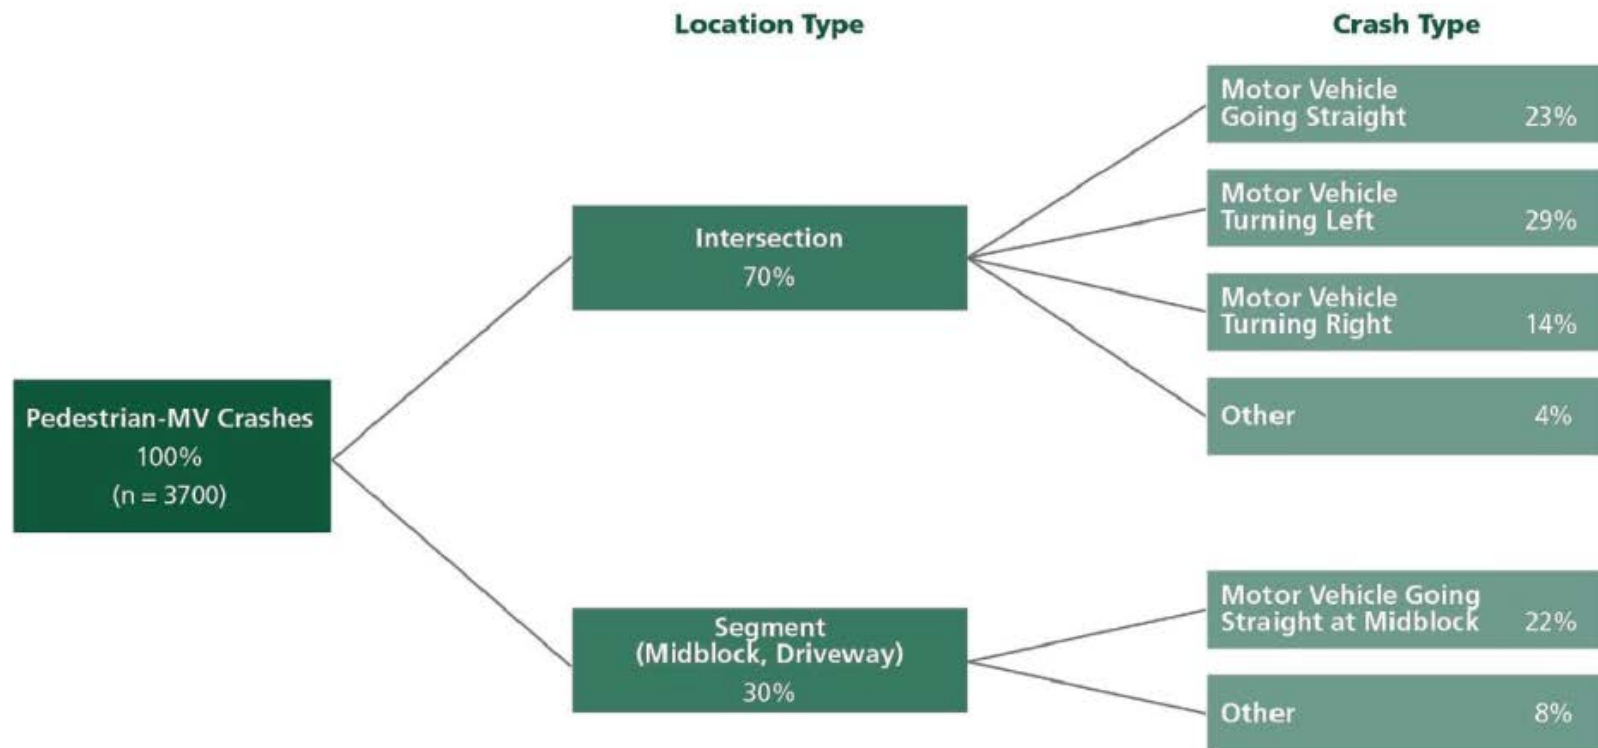 Location Type
Crash Type
Pedestrian-MV Crashes
100%
(n = 3700)
Intersection
70%
Segment
(Midblock, Driveway)
30%
Motor Vehicle
Going Straight 23%
Motor Vehicle
Turning Left 29%
Motor Vehicle
Turning Right 14%
Other 4%
Motor Vehicle Going
Straight at Midblock 22%
Other 8%